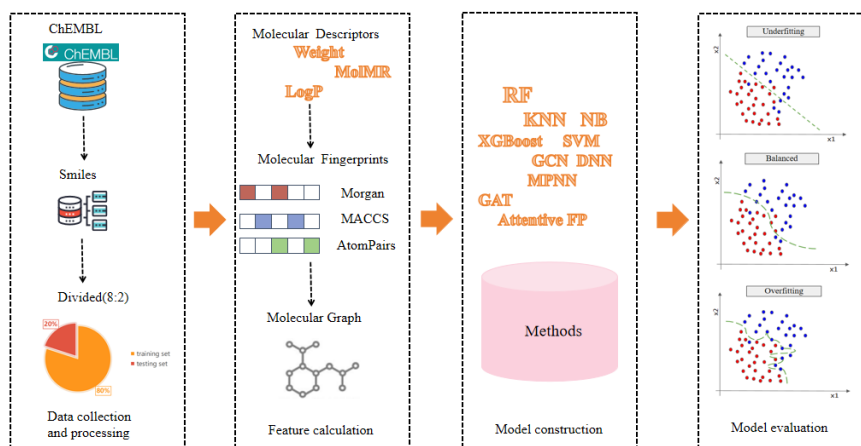 ChEMBL
ChEMBL
Smiles
Divided(8:2)
20%
80%
training set
testing set
Data collection
and processing
Molecular Descriptors
Weight
MolMR
LogP
Molecular Fingerprints
Morgan
MACCS
AtomPairs
Molecular Graph
Feature calculation
RF
KNN NB
XGBoost SVM
GCN DNN
MPNN
GAT
Attentive FP
Methods
Model construction
Underfitting
x2
x1
Balanced
x2
x1
Overfitting
x2
x1
Model evaluation